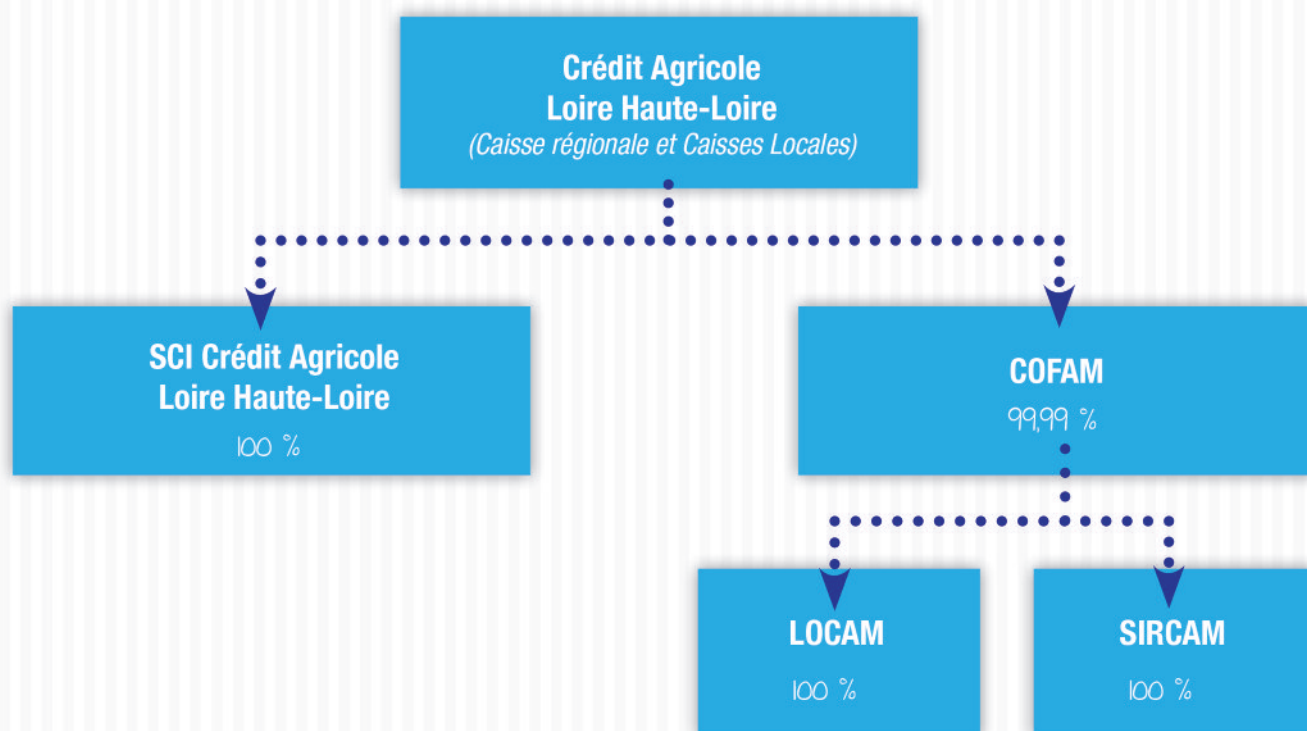 Crédit Agricole
Loire Haute-Loire
(Caisse régionale et Caisses Locales)
SCI Crédit Agricole
Loire Haute-Loire
100 %
COFAM
99,99 %
LOCAM
100 %
SIRCAM
100 %